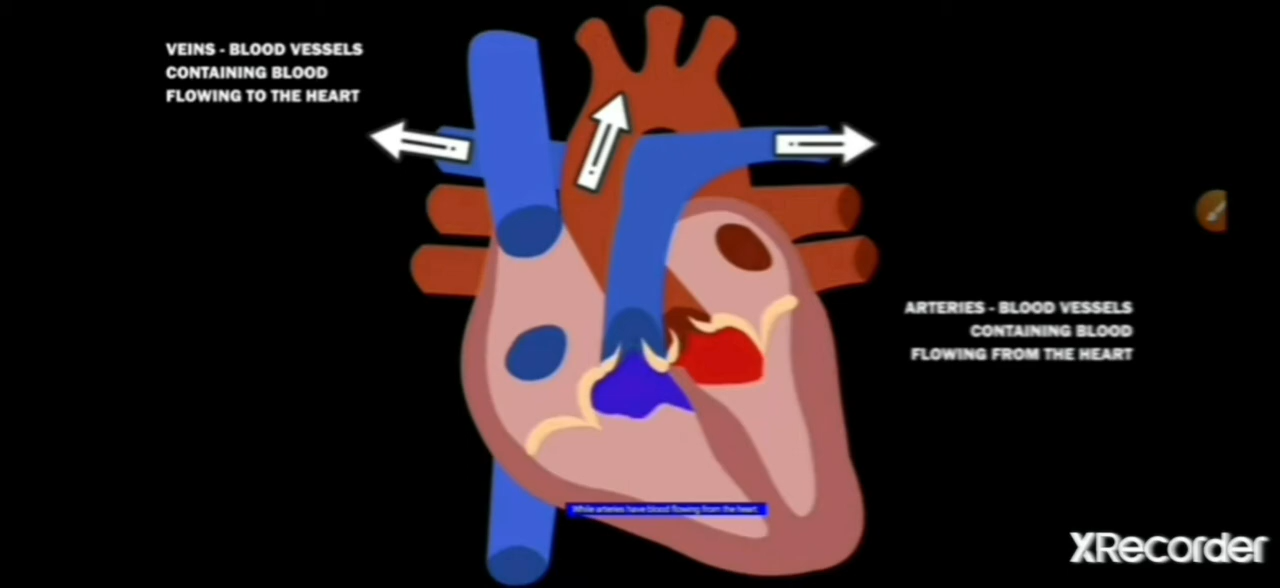 VEINS - BLOOD VESSELS
CONTAINING BLOOD
FLOWING TO THE HEART
ARTERIES - BLOOD VESSELS
CONTAINING BLOOD
FLOWING FROM THE HEART
While arteries have blood flowing from the heart.
XRecorder